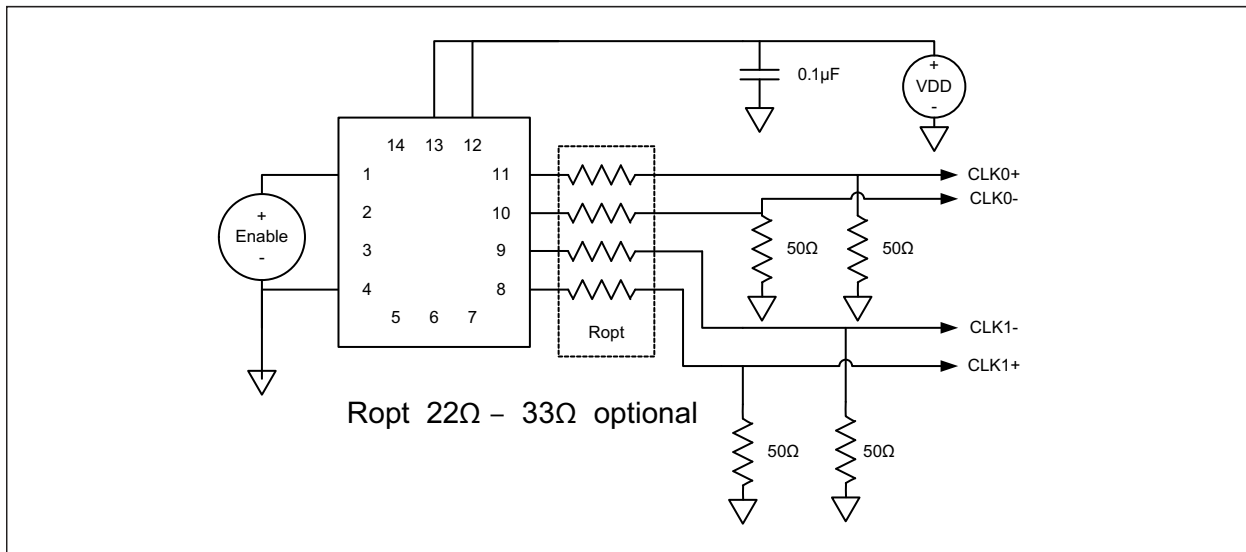 0.1µF
+
VDD
-
14 13 12
1
11
CLK0+
CLK0-
2
10
+
Enable
-
50Ω
50Ω
3
9
4
8
5 6 7
Ropt
CLK1-
CLK1+
Ropt 22Ω – 33Ω optional
50Ω
50Ω